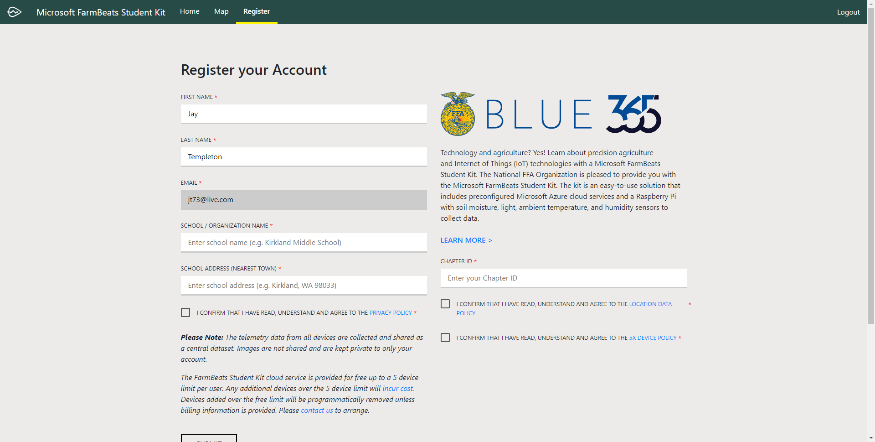 Microsoft FarmBeats Student Kit
Home
Map
Register
Logout
Register your Account
FIRST NAME *
Jay
LAST NAME *
Templeton
EMAIL *
jt73@live.com
SCHOOL / ORGANIZATION NAME *
Enter school name (e.g. Kirkland Middle School)
SCHOOL ADDRESS (NEAREST TOWN) *
Enter school address (e.g. Kirkland, WA 98033)
I CONFIRM THAT I HAVE READ, UNDERSTAND AND AGREE TO THE PRIVACY POLICY *
Please Note: The telemetry data from all devices are collected and shared as
a central dataset. Images are not shared and are kept private to only your
account.
The FarmBeats Student Kit cloud service is provided for free up to a 5 device
limit per user. Any additional devices over the 5 device limit will incur cost.
Devices added over the free limit will be programmatically removed unless
billing information is provided. Please contact us to arrange.
FFA
BLUE 365
Technology and agriculture? Yes! Learn about precision agriculture
and Internet of Things (IoT) technologies with a Microsoft FarmBeats
Student Kit. The National FFA Organization is pleased to provide you with
the Microsoft FarmBeats Student Kit. The kit is an easy-to-use solution that
includes preconfigured Microsoft Azure cloud services and a Raspberry Pi
with soil moisture, light, ambient temperature, and humidity sensors to
collect data.
LEARN MORE >
CHAPTER ID *
Enter your Chapter ID
I CONFIRM THAT I HAVE READ, UNDERSTAND AND AGREE TO THE LOCATION DATA *
POLICY
I CONFIRM THAT I HAVE READ, UNDERSTAND AND AGREE TO THE 5X DEVICE POLICY *